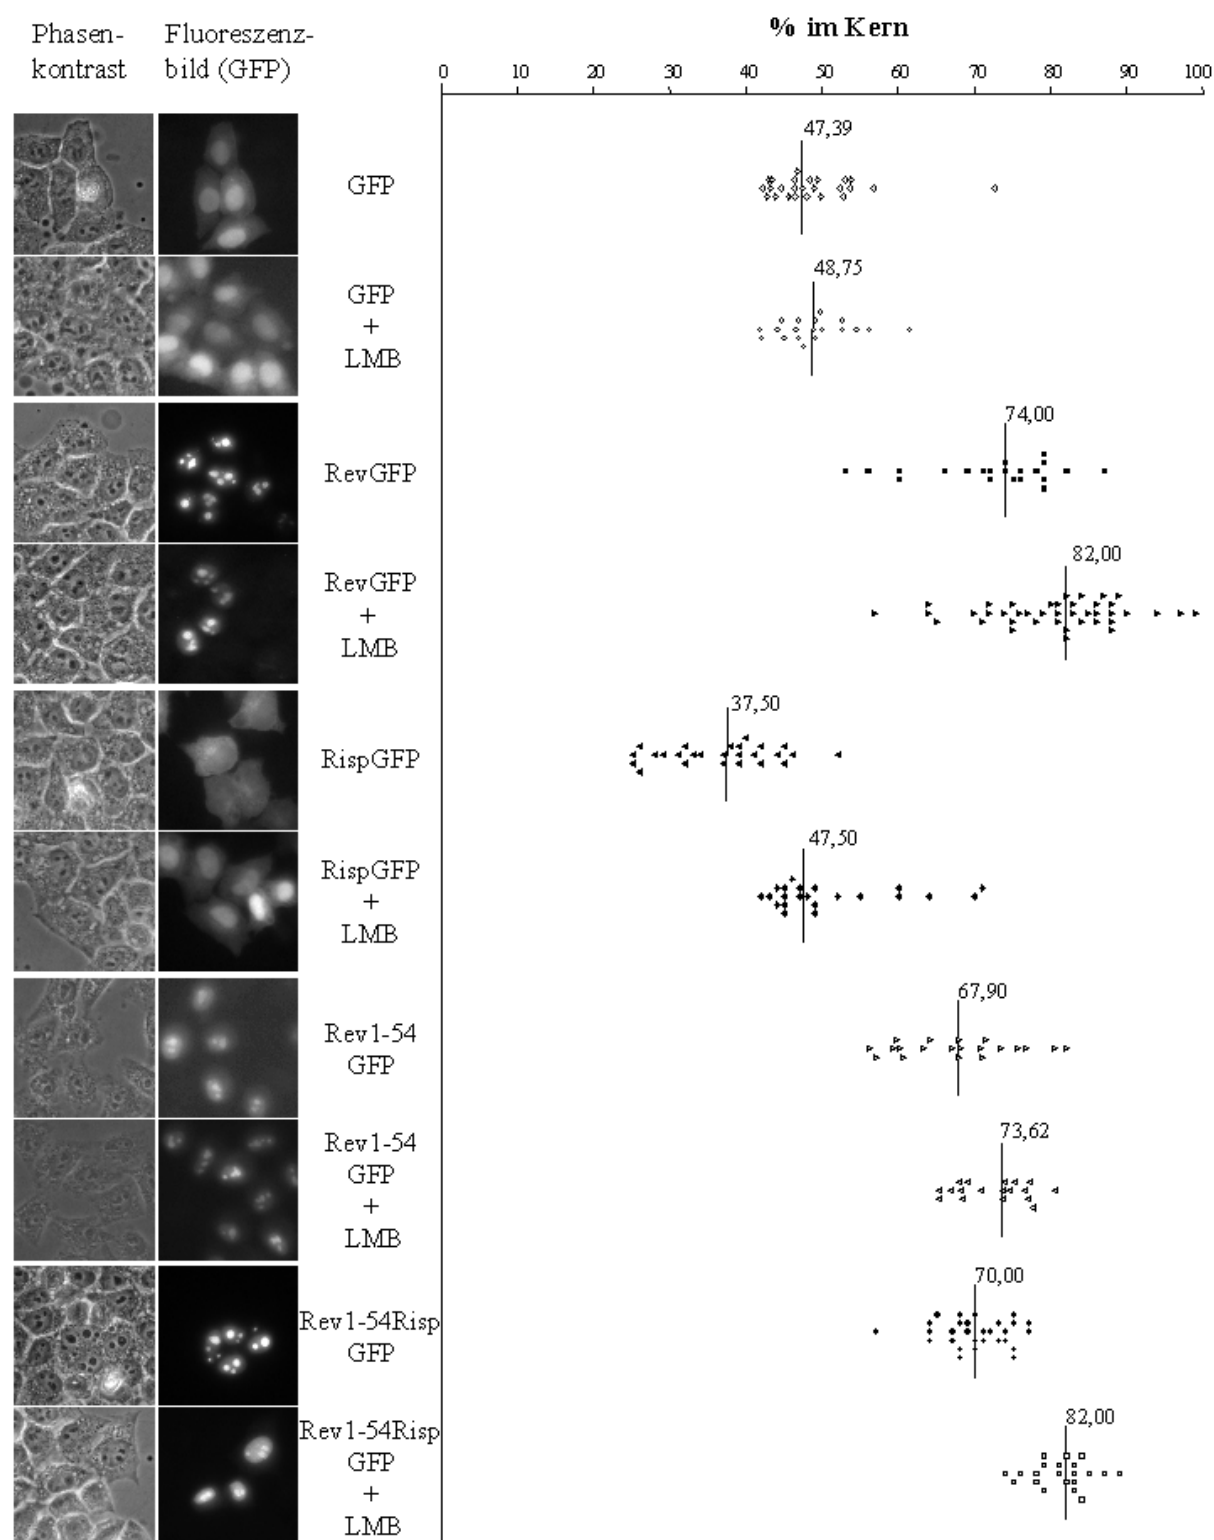 % im Kern
Phasen-
kontrast
Fluoreszenz-
bild (GFP)
0 10 20 30 40 50 60 70 80 90 100
47,39
GFP
48,75
GFP
+
LMB
74,00
RevGFP
82,00
RevGFP
+
LMB
37,50
RispGFP
47,50
RispGFP
+
LMB
67,90
Rev1-54
GFP
73,62
Rev1-54
GFP
+
LMB
70,00
Rev1-54Risp
GFP
82,00
Rev1-54Risp
GFP
+
LMB